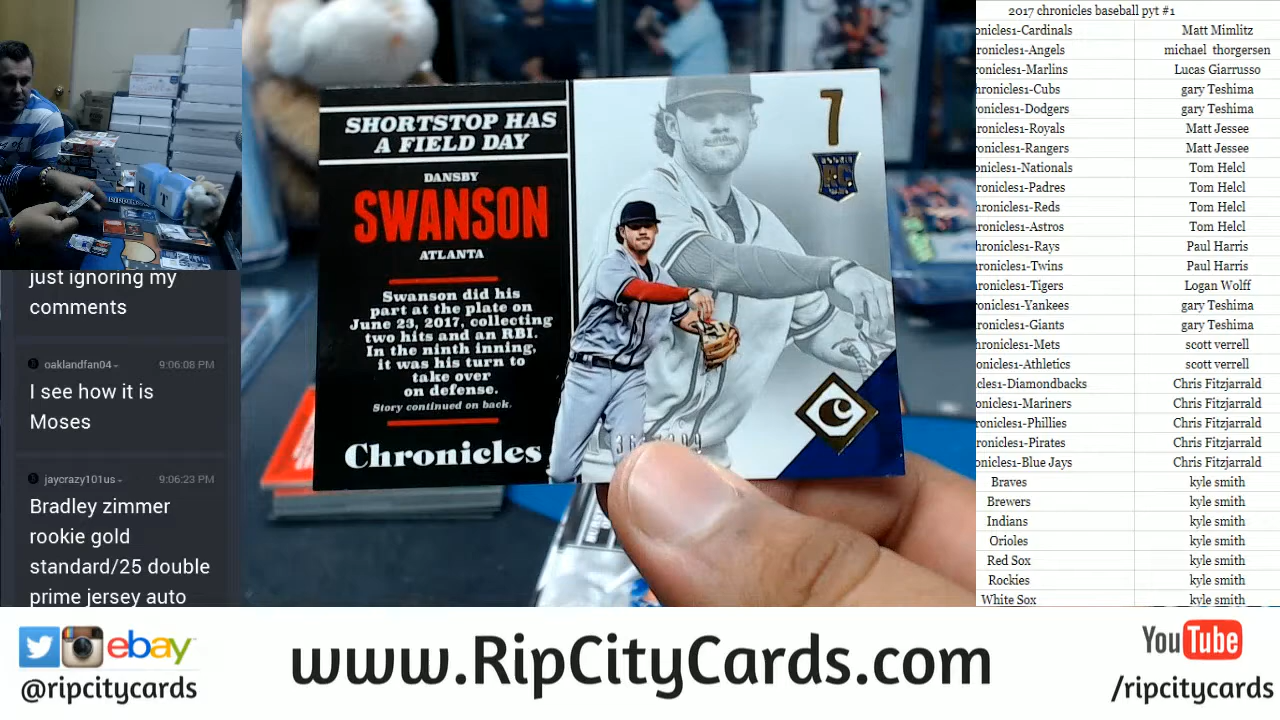 just ignoring my
comments
oaklandfan04
9:06:08 PM
I see how it is
Moses
jaycrazy101us
9:06:23 PM
Bradley zimmer
rookie gold
standard/25 double
prime jersey auto
SHORTSTOP HAS
A FIELD DAY
DANSBY
SWANSON
ATLANTA
Swanson did his
part at the plate on
June 23, 2017, collecting
two hits and an RBI.
In the ninth inning,
it was his turn to
take over
on defense.
Story continued on back.
Chronicles
7
RC
C
2017 chronicles baseball pyt #1
onicles1-Cardinals Matt Mimlitz
ronicles1-Angels michael thorgersen
ronicles1-Marlins Lucas Giarrusso
hronicles1-Cubs gary Teshima
ronicles1-Dodgers gary Teshima
ronicles1-Royals Matt Jessee
ronicles1-Rangers Matt Jessee
onicles1-Nationals Tom Helcl
ronicles1-Padres Tom Helcl
hronicles1-Reds Tom Helcl
ronicles1-Astros Tom Helcl
hronicles1-Rays Paul Harris
ronicles1-Twins Paul Harris
ronicles1-Tigers Logan Wolff
onicles1-Yankees gary Teshima
ronicles1-Giants gary Teshima
hronicles1-Mets scott verrell
onicles1-Athletics scott verrell
cles1-Diamondbacks Chris Fitzjarrald
onicles1-Mariners Chris Fitzjarrald
ronicles1-Phillies Chris Fitzjarrald
ronicles1-Pirates Chris Fitzjarrald
onicles1-Blue Jays Chris Fitzjarrald
Braves kyle smith
Brewers kyle smith
Indians kyle smith
Orioles kyle smith
Red Sox kyle smith
Rockies kyle smith
White Sox kyle smith
ebay
@ripcitycards
www.RipCityCards.com
YouTube
/ripcitycards